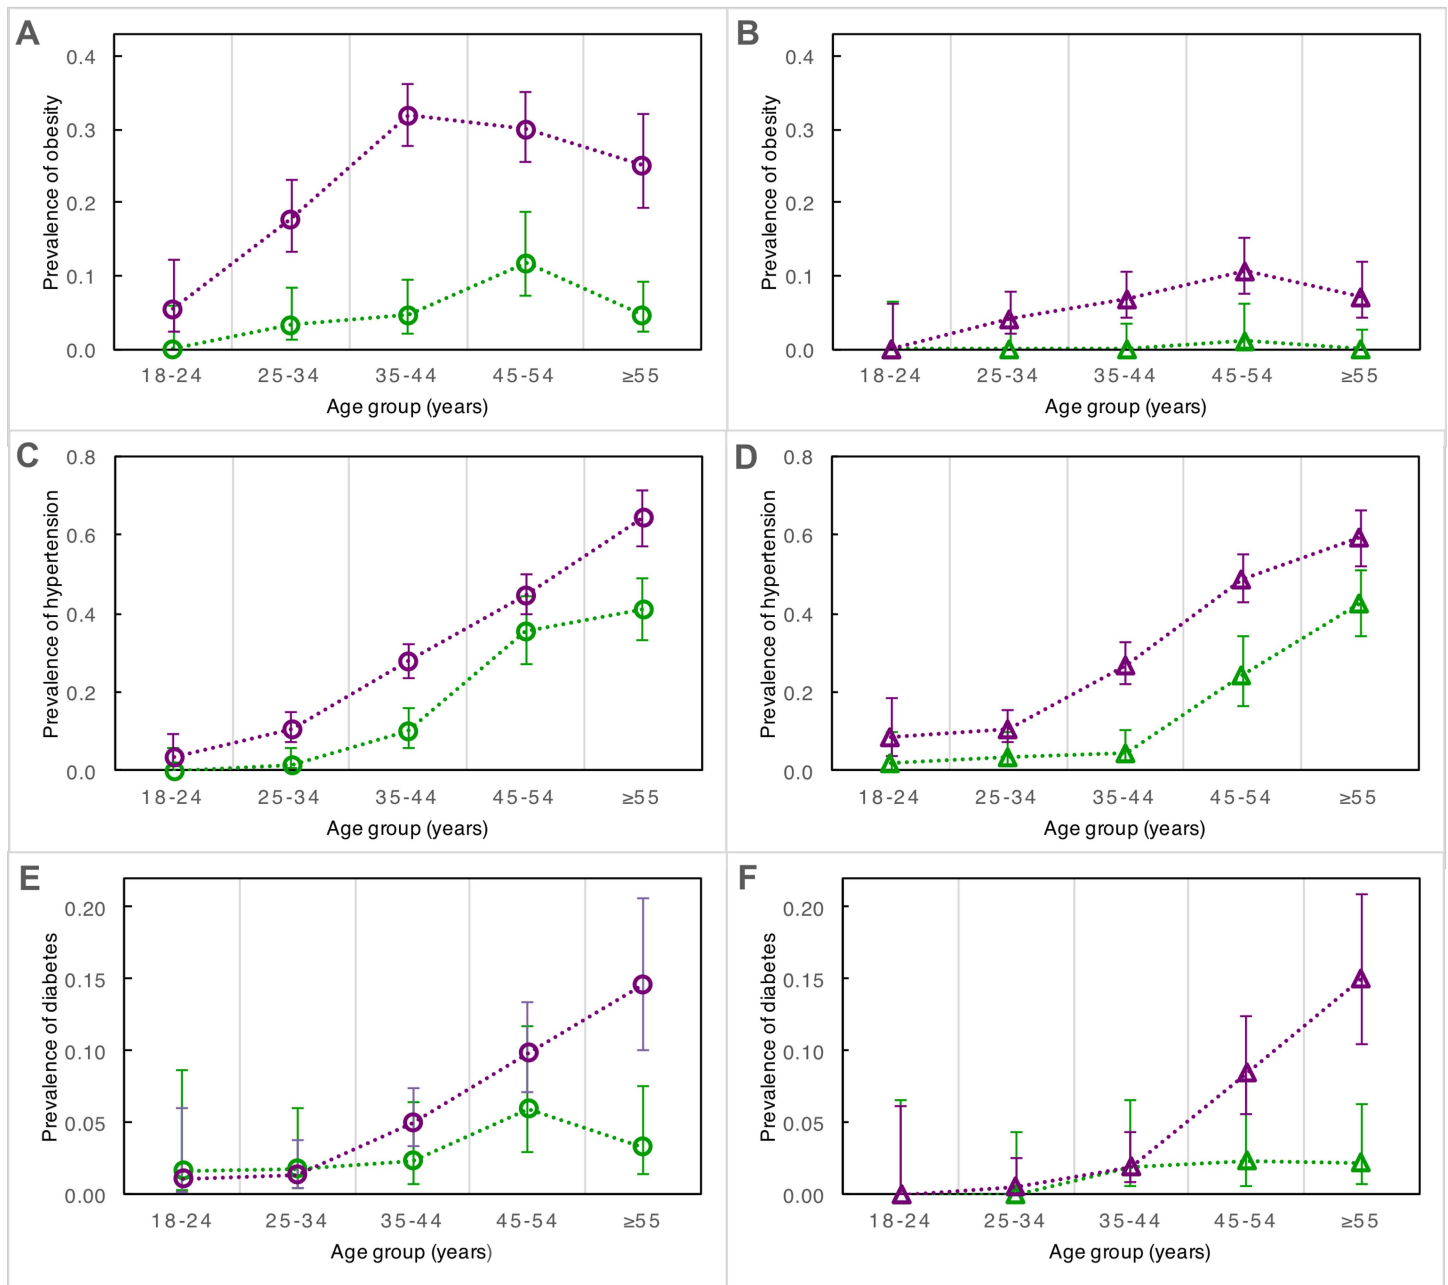 A
Prevalence of obesity
0.4
0.3
0.2
0.1
0.0
18-24 25-34 35-44 45-54 ≥55
Age group (years)
B
Prevalence of obesity
0.4
0.3
0.2
0.1
0.0
18-24 25-34 35-44 45-54 ≥55
Age group (years)
C
Prevalence of hypertension
0.8
0.6
0.4
0.2
0.0
18-24 25-34 35-44 45-54 ≥55
Age group (years)
D
Prevalence of hypertension
0.8
0.6
0.4
0.2
0.0
18-24 25-34 35-44 45-54 ≥55
Age group (years)
E
Prevalence of diabetes
0.20
0.15
0.10
0.05
0.00
18-24 25-34 35-44 45-54 ≥55
Age group (years)
F
Prevalence of diabetes
0.20
0.15
0.10
0.05
0.00
18-24 25-34 35-44 45-54 ≥55
Age group (years)